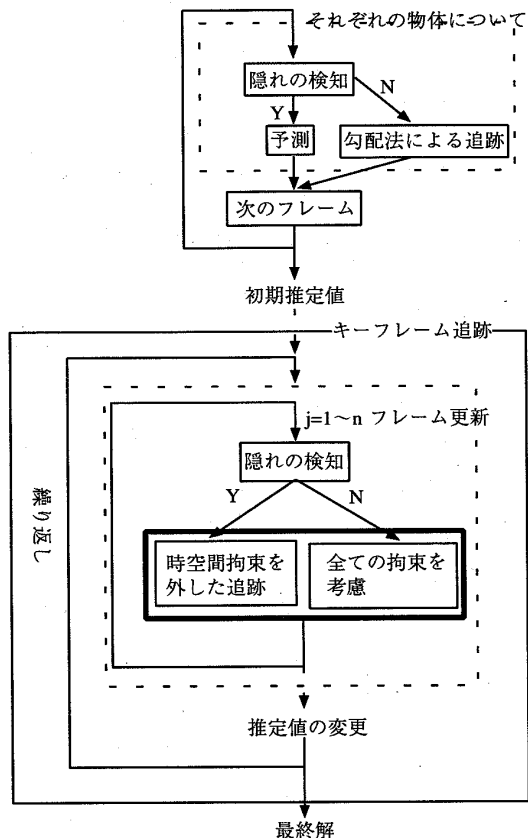 それぞれの物体について
隠れの検知
N
Y
予測
勾配法による追跡
次のフレーム
初期推定値
キーフレーム追跡
j=1～n フレーム更新
隠れの検知
Y
N
繰り返し
時空間拘束を
外した追跡
全ての拘束を
考慮
推定値の変更
最終解